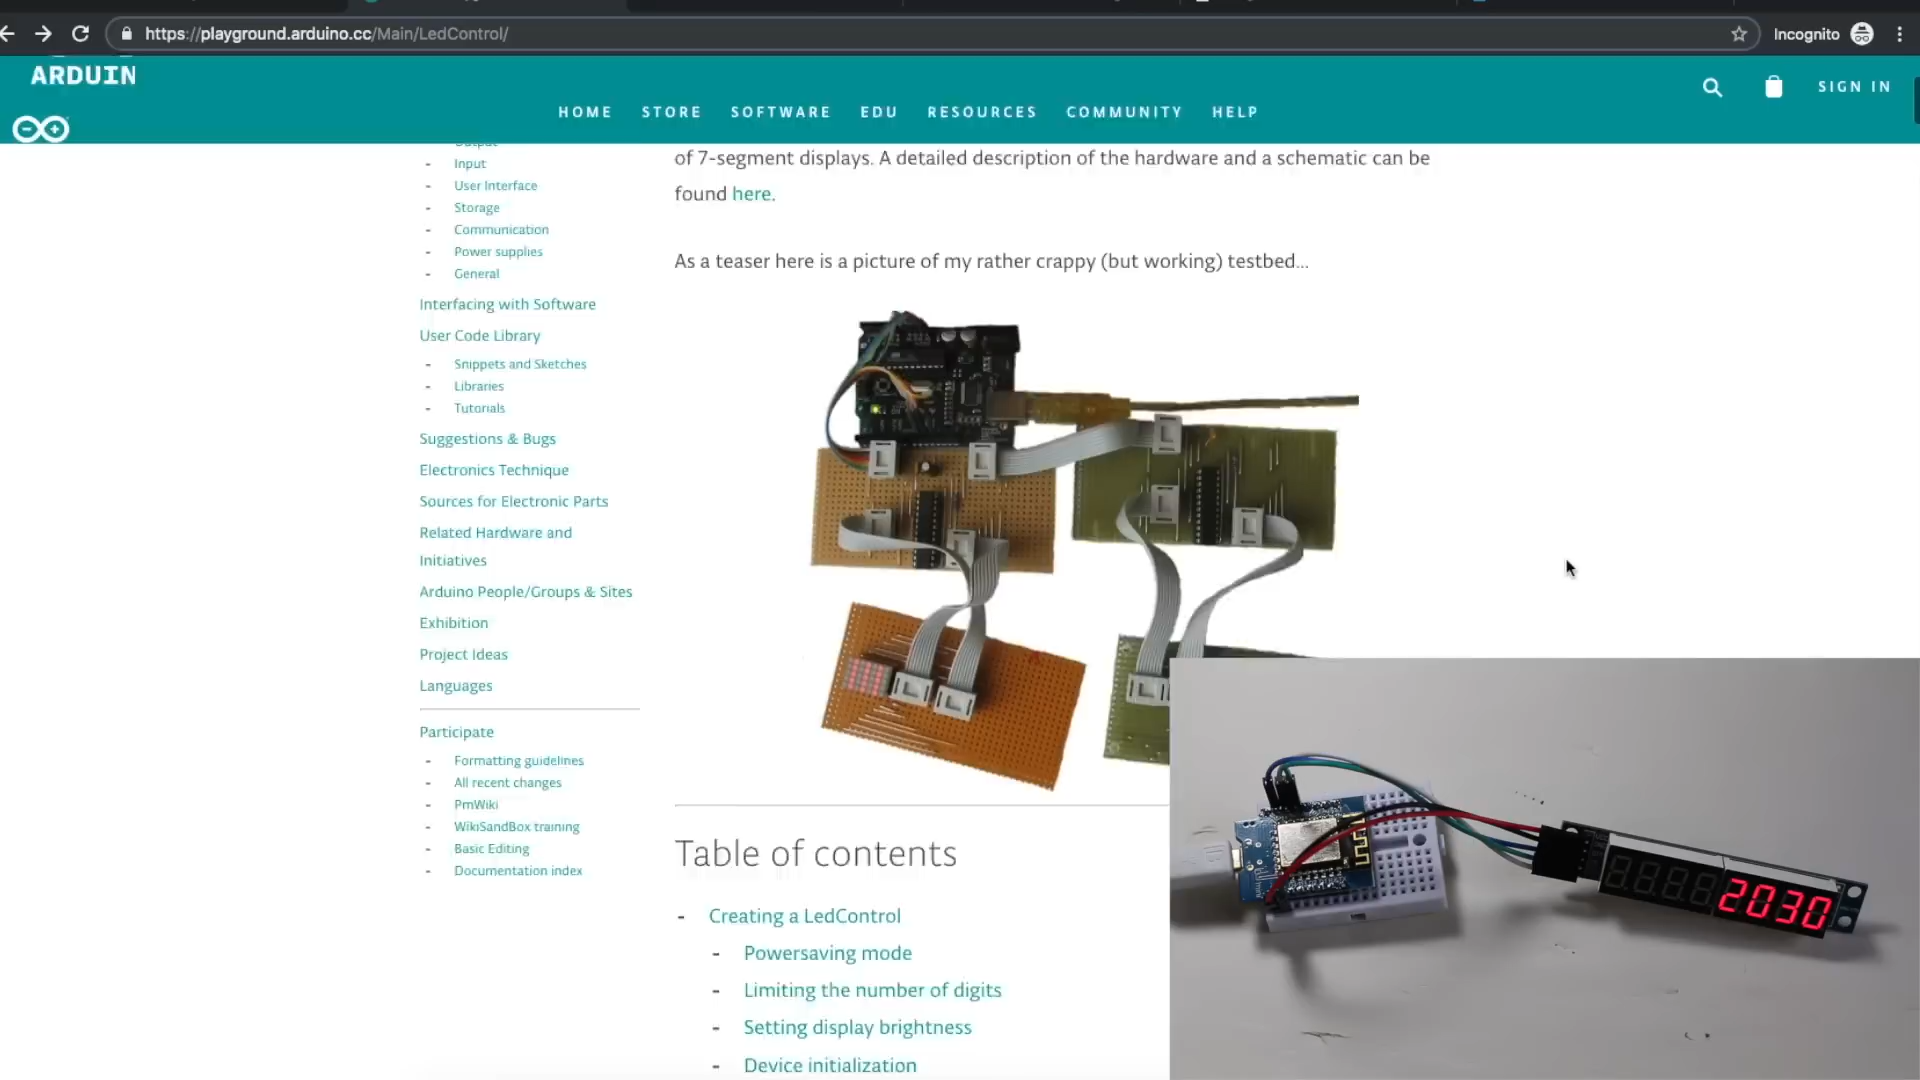 https://playground.arduino.cc/Main/LedControl/
Incognito
ARDUIN
SIGN IN
HOME STORE SOFTWARE EDU RESOURCES COMMUNITY HELP
Output
- Input
- User Interface
- Storage
- Communication
- Power supplies
- General
Interfacing with Software
User Code Library
- Snippets and Sketches
- Libraries
- Tutorials
Suggestions & Bugs
Electronics Technique
Sources for Electronic Parts
Related Hardware and
Initiatives
Arduino People/Groups & Sites
Exhibition
Project Ideas
Languages
Participate
- Formatting guidelines
- All recent changes
- PmWiki
- WikiSandBox training
- Basic Editing
- Documentation index
of 7-segment displays. A detailed description of the hardware and a schematic can be
found here.
As a teaser here is a picture of my rather crappy (but working) testbed...
Table of contents
- Creating a LedControl
- Powersaving mode
- Limiting the number of digits
- Setting display brightness
- Device initialization
2030